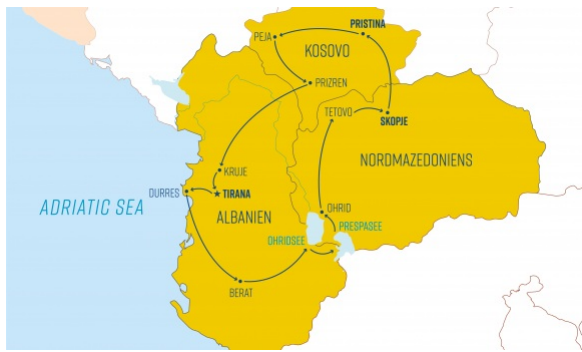 PRISTINA
PEJA
KOSOVO
PRIZREN
TETOVO
SKOPJE
NORDMAZEDONIENS
KRUJE
DURRES
TIRANA
ADRIATIC SEA
ALBANIEN
OHRID
PRESPASEE
OHRIDSEE
BERAT